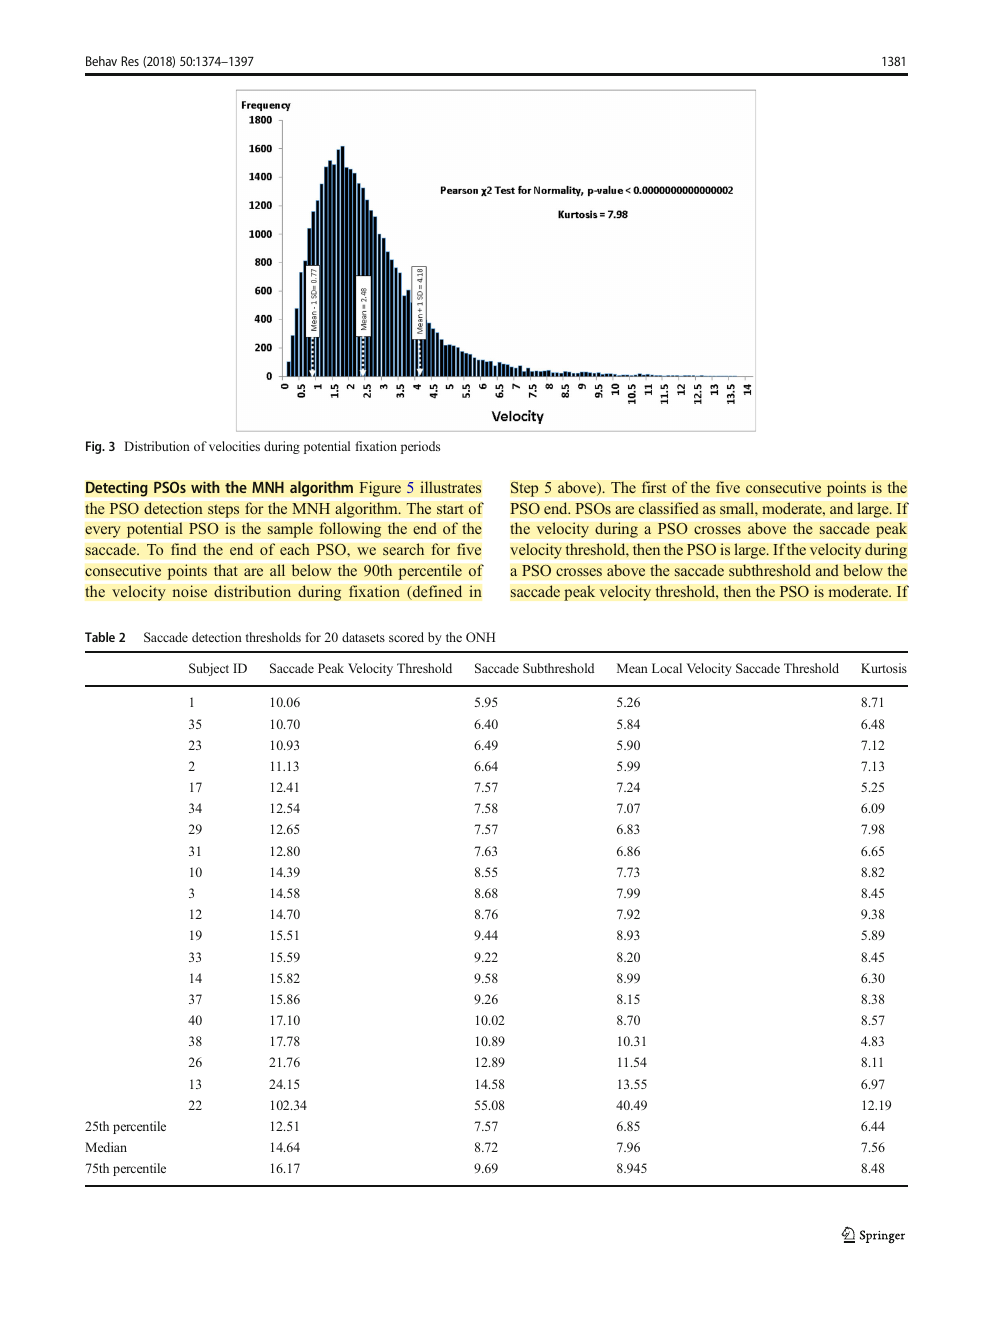 Behav Res (2018) 50:1374–1397 1381
Frequency
1800
1600
1400
1200
1000
800
600
400
200
0
Pearson χ2 Test for Normality, p-value < 0.0000000000000002
Kurtosis = 7.98
Mean - 1 SD= 0.77
Mean = 2.48
Mean + 1 SD = 4.18
0 0.5 1 1.5 2 2.5 3 3.5 4 4.5 5 5.5 6 6.5 7 7.5 8 8.5 9 9.5 10 10.5 11 11.5 12 12.5 13 13.5 14
Velocity
Fig. 3 Distribution of velocities during potential fixation periods
Detecting PSOs with the MNH algorithm Figure 5 illustrates
the PSO detection steps for the MNH algorithm. The start of
every potential PSO is the sample following the end of the
saccade. To find the end of each PSO, we search for five
consecutive points that are all below the 90th percentile of
the velocity noise distribution during fixation (defined in
Step 5 above). The first of the five consecutive points is the
PSO end. PSOs are classified as small, moderate, and large. If
the velocity during a PSO crosses above the saccade peak
velocity threshold, then the PSO is large. If the velocity during
a PSO crosses above the saccade subthreshold and below the
saccade peak velocity threshold, then the PSO is moderate. If
Table 2 Saccade detection thresholds for 20 datasets scored by the ONH
Subject ID Saccade Peak Velocity Threshold Saccade Subthreshold Mean Local Velocity Saccade Threshold Kurtosis
1 10.06 5.95 5.26 8.71
35 10.70 6.40 5.84 6.48
23 10.93 6.49 5.90 7.12
2 11.13 6.64 5.99 7.13
17 12.41 7.57 7.24 5.25
34 12.54 7.58 7.07 6.09
29 12.65 7.57 6.83 7.98
31 12.80 7.63 6.86 6.65
10 14.39 8.55 7.73 8.82
3 14.58 8.68 7.99 8.45
12 14.70 8.76 7.92 9.38
19 15.51 9.44 8.93 5.89
33 15.59 9.22 8.20 8.45
14 15.82 9.58 8.99 6.30
37 15.86 9.26 8.15 8.38
40 17.10 10.02 8.70 8.57
38 17.78 10.89 10.31 4.83
26 21.76 12.89 11.54 8.11
13 24.15 14.58 13.55 6.97
22 102.34 55.08 40.49 12.19
25th percentile 12.51 7.57 6.85 6.44
Median 14.64 8.72 7.96 7.56
75th percentile 16.17 9.69 8.945 8.48
Springer